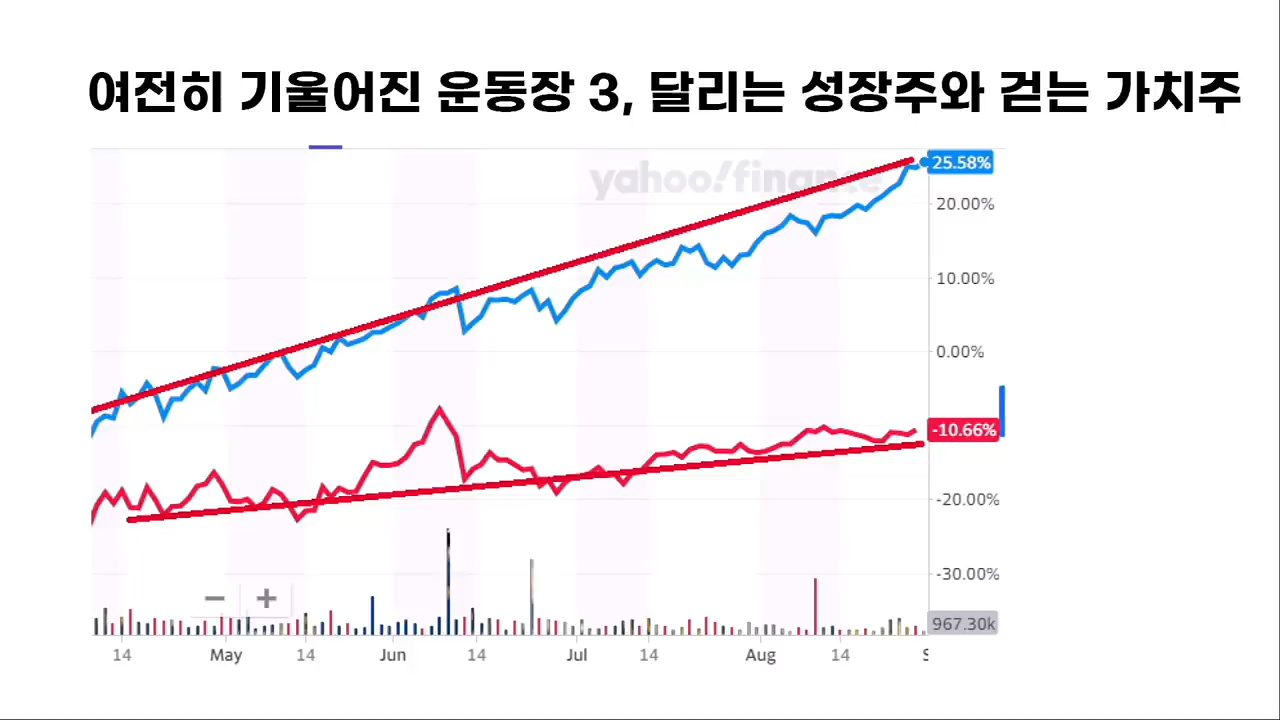 여전히 기울어진 운동장 3, 달리는 성장주와 걷는 가치주
yahoo!finance
25.58%
20.00%
10.00%
0.00%
-10.66%
-20.00%
-30.00%
− +
967.30k
14 May 14 Jun 14 Jul 14 Aug 14 S